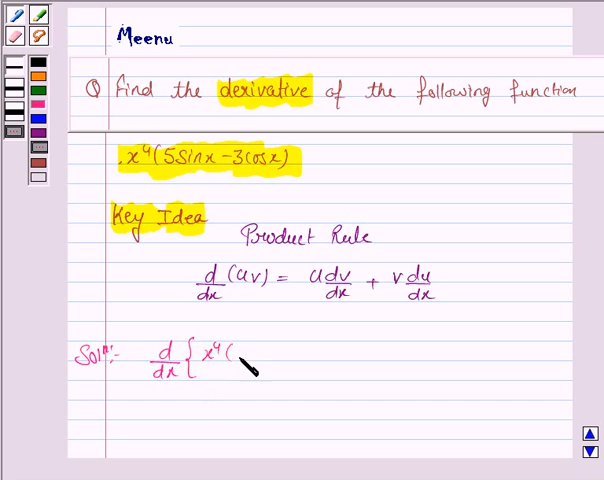 Meenu
Q Find the derivative of the following function
.x⁴(5Sinx-3Cosx)
Key Idea
Product Rule
d/dx (uv) = u dv/dx + v du/dx
Solⁿ:- d/dx { x⁴(